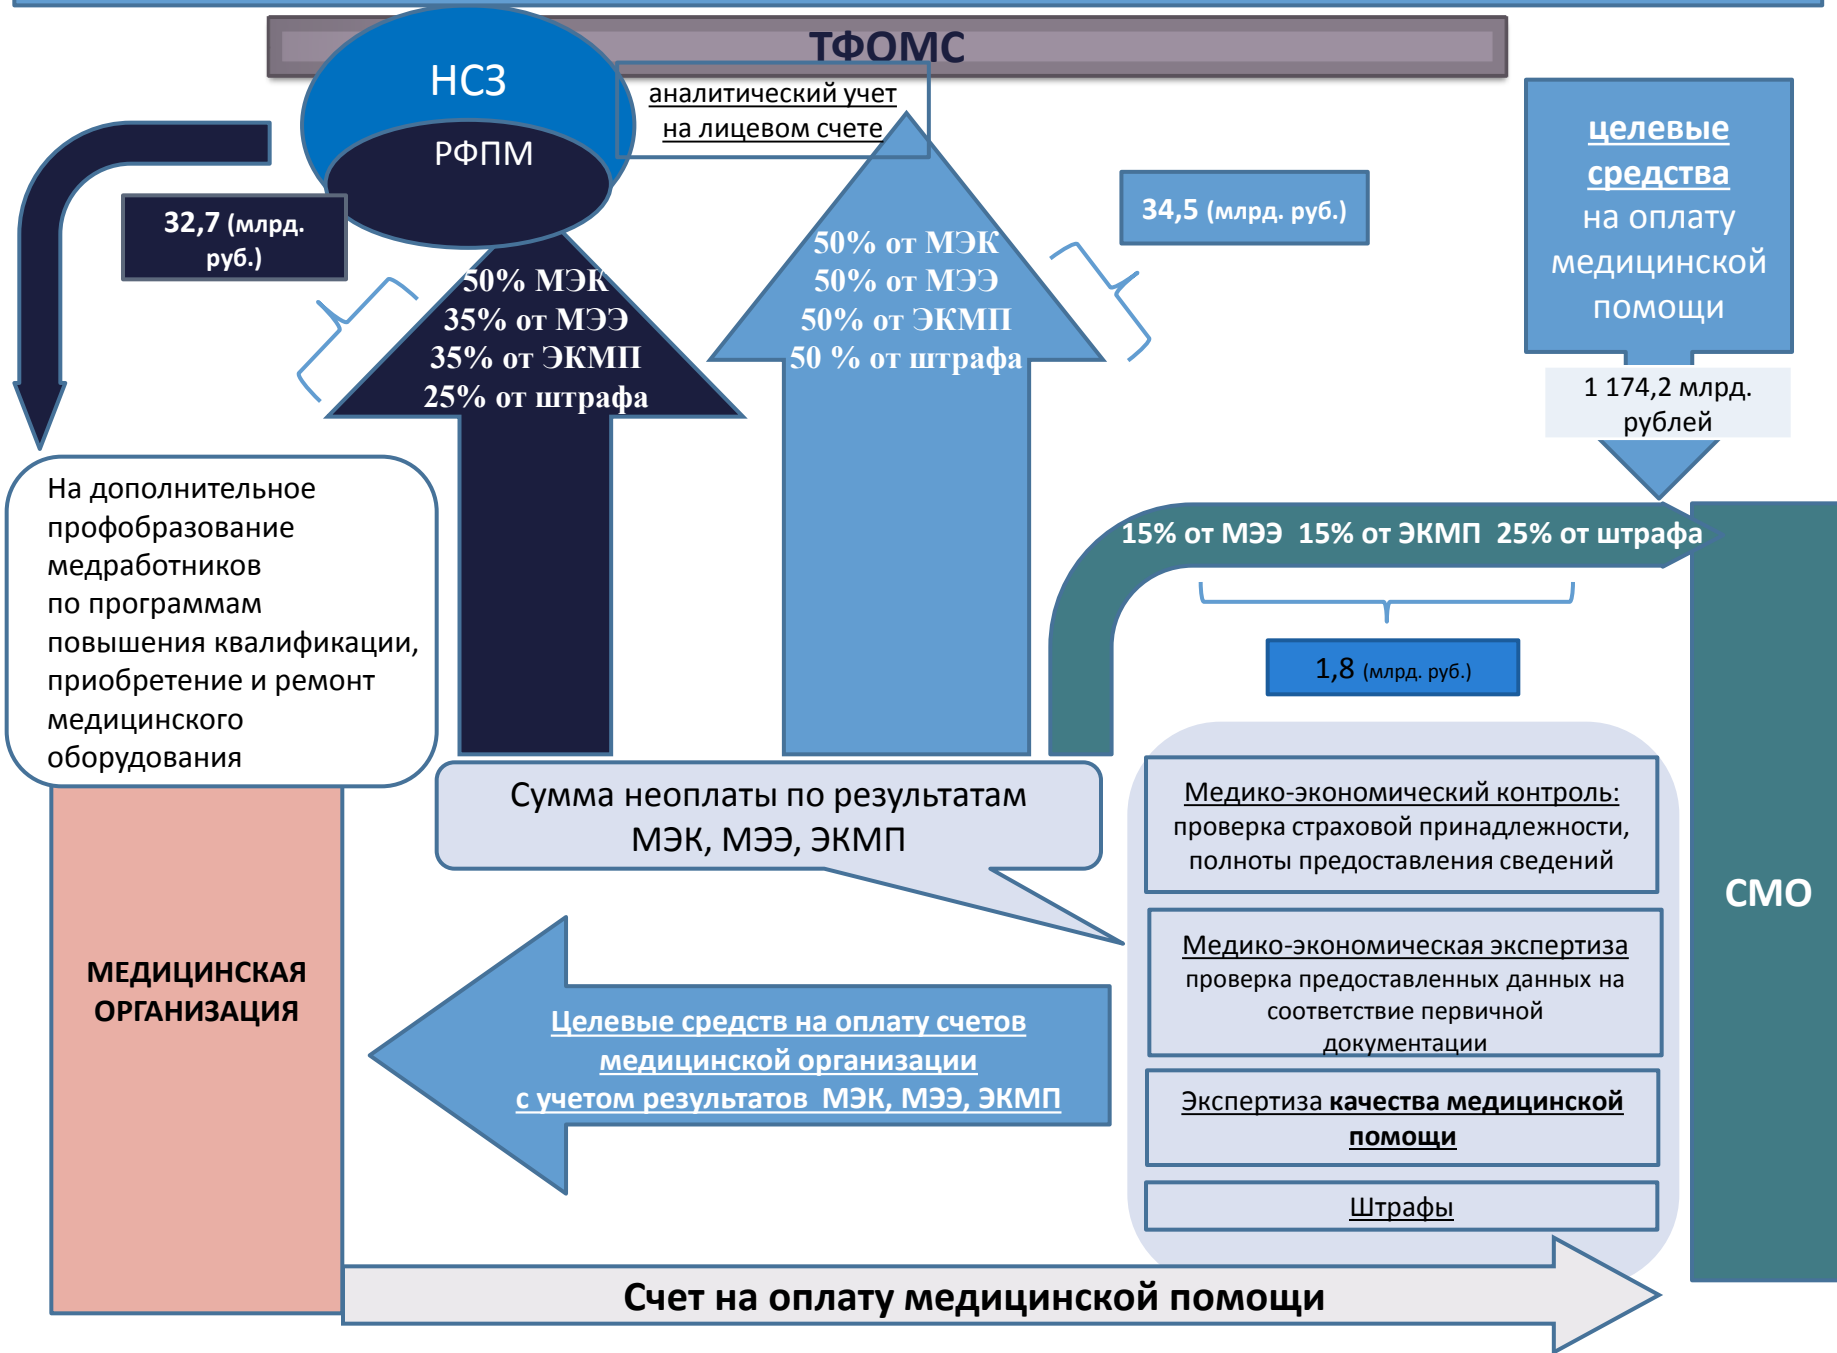 ТФОМС
НСЗ
РФПМ
аналитический учет
на лицевом счете
целевые
средства
на оплату
медицинской
помощи
32,7 (млрд.
руб.)
34,5 (млрд. руб.)
50% МЭК
35% от МЭЭ
35% от ЭКМП
25% от штрафа
50% от МЭК
50% от МЭЭ
50% от ЭКМП
50 % от штрафа
1 174,2 млрд.
рублей
На дополнительное
профобразование
медработников
по программам
повышения квалификации,
приобретение и ремонт
медицинского
оборудования
15% от МЭЭ 15% от ЭКМП 25% от штрафа
1,8 (млрд. руб.)
Сумма неоплаты по результатам
МЭК, МЭЭ, ЭКМП
Медико-экономический контроль:
проверка страховой принадлежности,
полноты предоставления сведений
Медико-экономическая экспертиза
проверка предоставленных данных на
соответствие первичной
документации
Экспертиза качества медицинской
помощи
Штрафы
СМО
МЕДИЦИНСКАЯ
ОРГАНИЗАЦИЯ
Целевые средств на оплату счетов
медицинской организации
с учетом результатов МЭК, МЭЭ, ЭКМП
Счет на оплату медицинской помощи